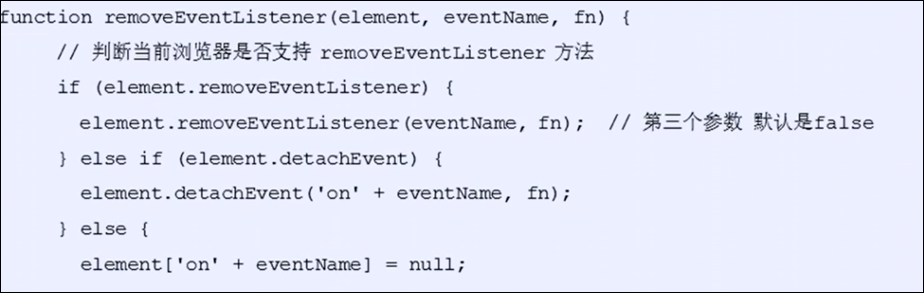 function removeEventListener(element, eventName, fn) {
// 判断当前浏览器是否支持 removeEventListener 方法
if (element.removeEventListener) {
element.removeEventListener(eventName, fn);  // 第三个参数 默认是false
} else if (element.detachEvent) {
element.detachEvent('on' + eventName, fn);
} else {
element['on' + eventName] = null;